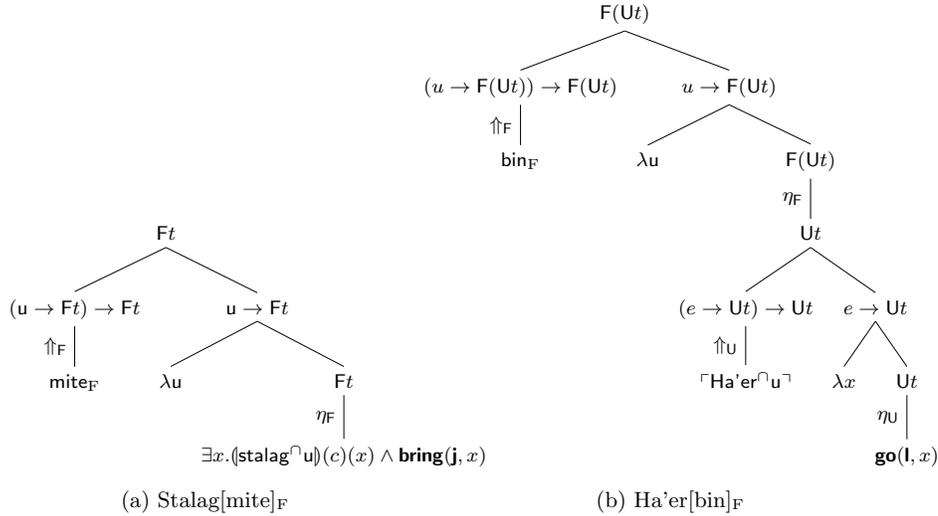 F(Ut)
(u → F(Ut)) → F(Ut) u → F(Ut)
⇑F
binF λu F(Ut)
ηF
Ft Ut
(u → Ft) → Ft u → Ft (e → Ut) → Ut e → Ut
⇑F ⇑U
miteF λu Ft ⌜Ha'er⁀u⌝ λx Ut
ηF ηU
∃x.⦇stalag⁀u⦈(c)(x) ∧ bring(j, x) go(l, x)
(a) Stalag[mite]F (b) Ha'er[bin]F